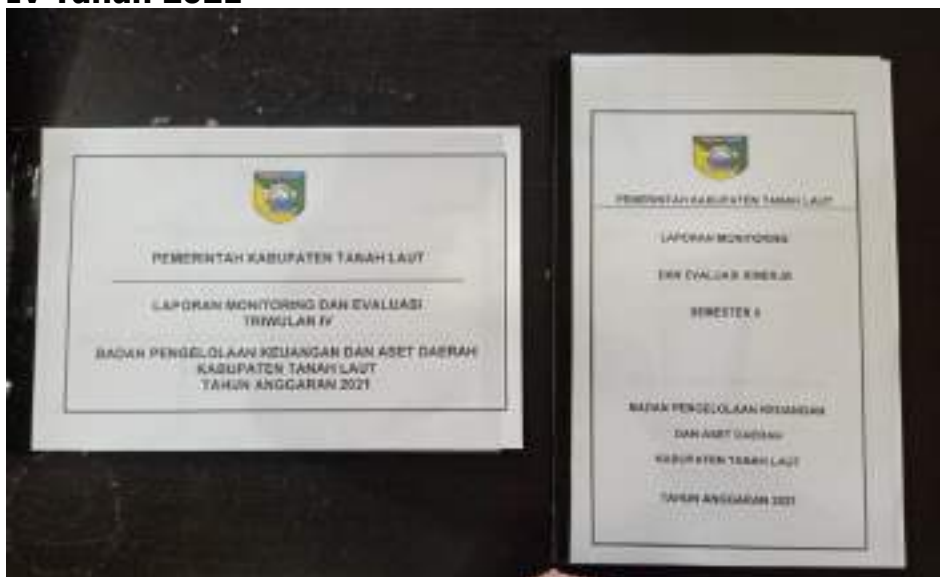 IV Tahun 2021
PEMERINTAH KABUPATEN TANAH LAUT
LAPORAN MONITORING DAN EVALUASI
TRIWULAN IV
BADAN PENGELOLAAN KEUANGAN DAN ASET DAERAH
KABUPATEN TANAH LAUT
TAHUN ANGGARAN 2021
PEMERINTAH KABUPATEN TANAH LAUT
LAPORAN MONITORING
DAN EVALUASI KINERJA
SEMESTER
BADAN PENGELOLAAN KEUANGAN
DAN ASET DAERAH
KABUPATEN TANAH LAUT
TAHUN ANGGARAN 2021